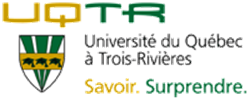 UQTR
Université du Québec
à Trois-Rivières
Savoir. Surprendre.